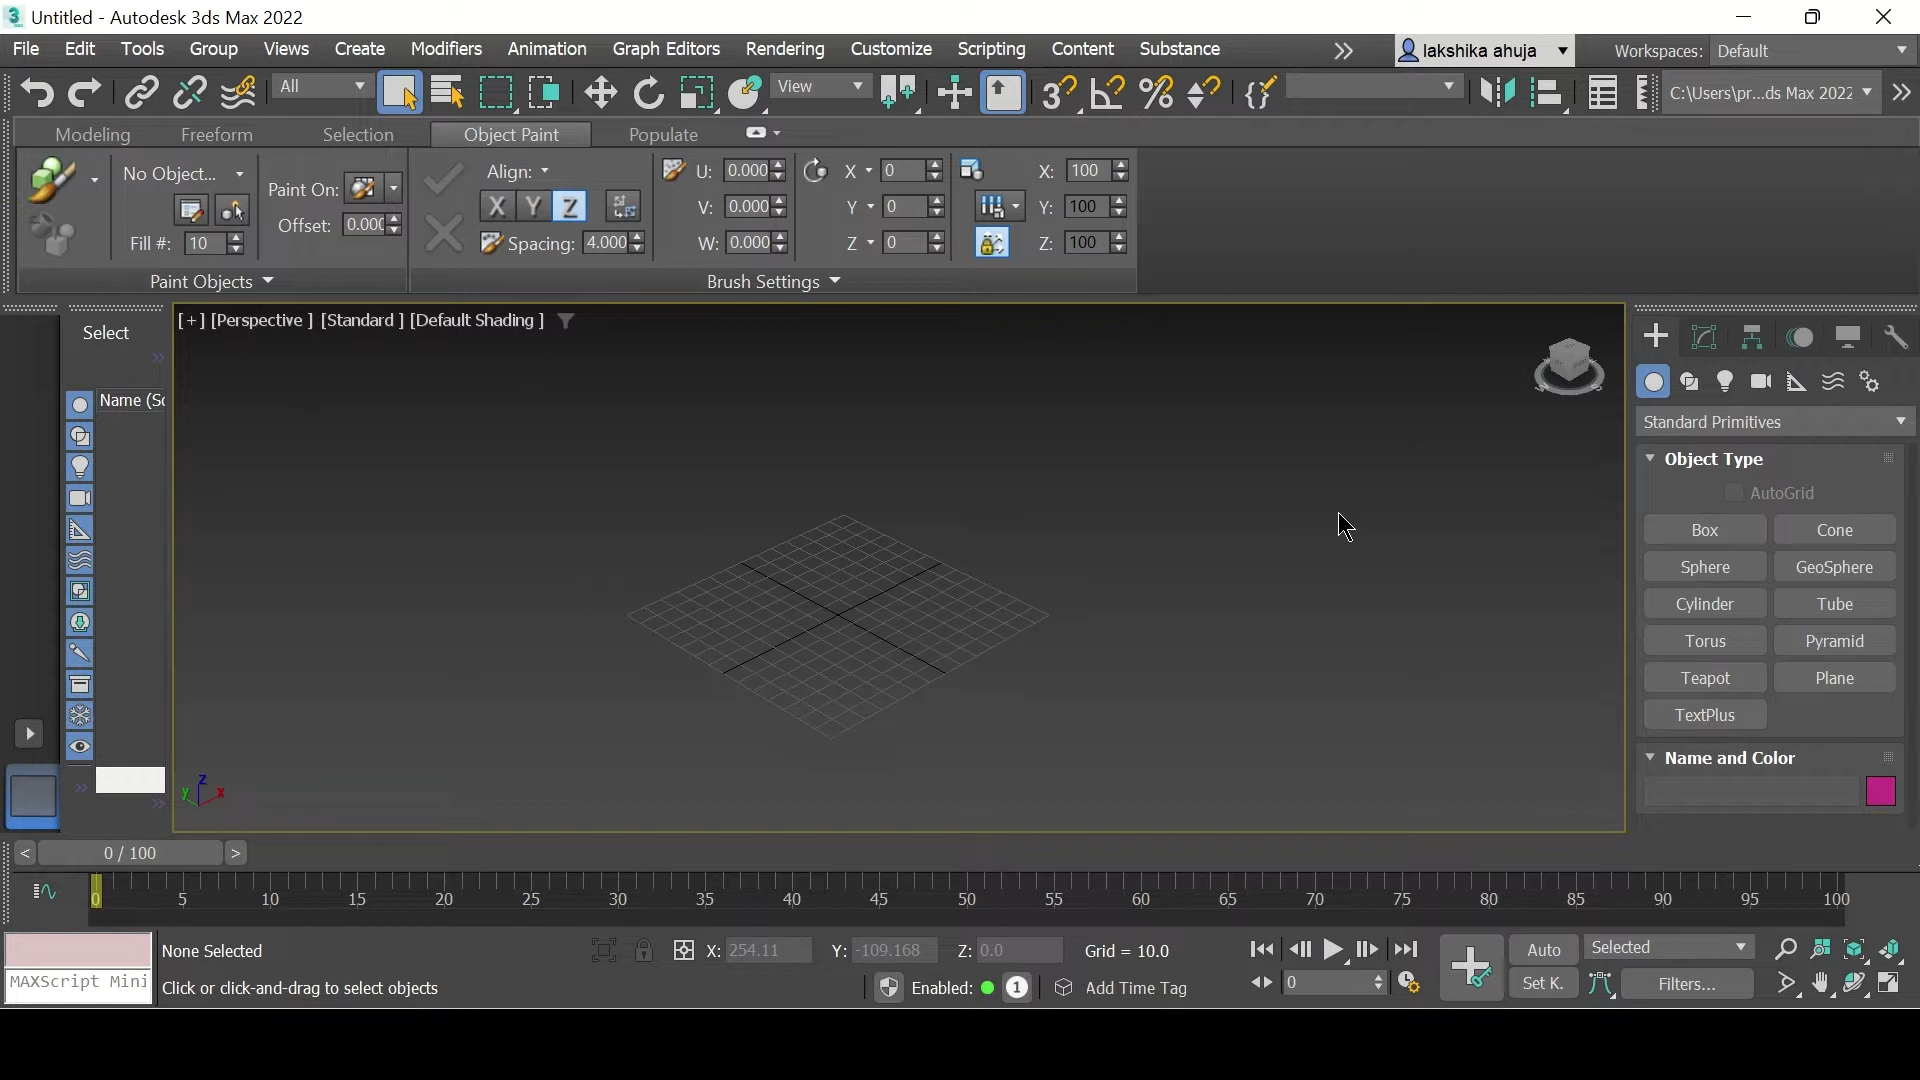 Untitled - Autodesk 3ds Max 2022
File Edit Tools Group Views Create Modifiers Animation Graph Editors Rendering Customize Scripting Content Substance
lakshika ahuja Workspaces: Default
All View C:\Users\pr...ds Max 2022
Modeling Freeform Selection Object Paint Populate
No Object... Paint On: Align: U: 0.000 X 0 X: 100
Offset: 0.000 X Y Z V: 0.000 Y 0 Y: 100
Fill #: 10 Spacing: 4.000 W: 0.000 Z 0 Z: 100
Paint Objects Brush Settings
Select
Name (Sc
[+] [Perspective ] [Standard ] [Default Shading ]
z
y x
Standard Primitives
Object Type
AutoGrid
Box Cone
Sphere GeoSphere
Cylinder Tube
Torus Pyramid
Teapot Plane
TextPlus
Name and Color
< 0 / 100 >
0 5 10 15 20 25 30 35 40 45 50 55 60 65 70 75 80 85 90 95 100
None Selected X: 254.11 Y: -109.168 Z: 0.0 Grid = 10.0 Auto Selected
MAXScript Mini Click or click-and-drag to select objects Enabled: 1 Add Time Tag 0 Set K. Filters...